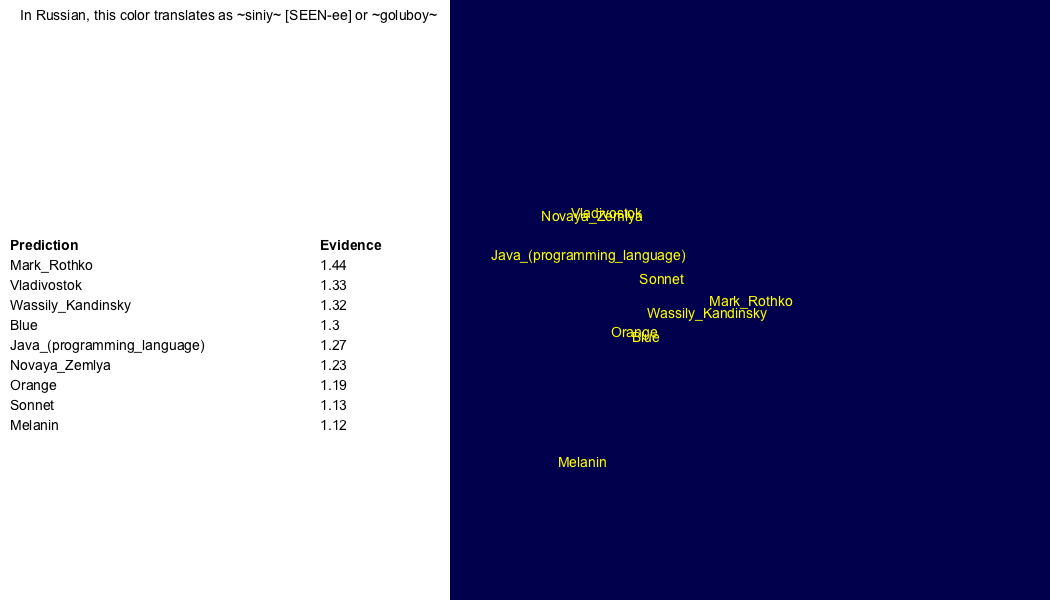 In Russian, this color translates as ~siniy~ [SEEN-ee] or ~goluboy~
Prediction Evidence
Mark_Rothko 1.44
Vladivostok 1.33
Wassily_Kandinsky 1.32
Blue 1.3
Java_(programming_language) 1.27
Novaya_Zemlya 1.23
Orange 1.19
Sonnet 1.13
Melanin 1.12
Vladivostok
Novaya_Zemlya
Java_(programming_language)
Sonnet
Mark_Rothko
Wassily_Kandinsky
Orange
Blue
Melanin